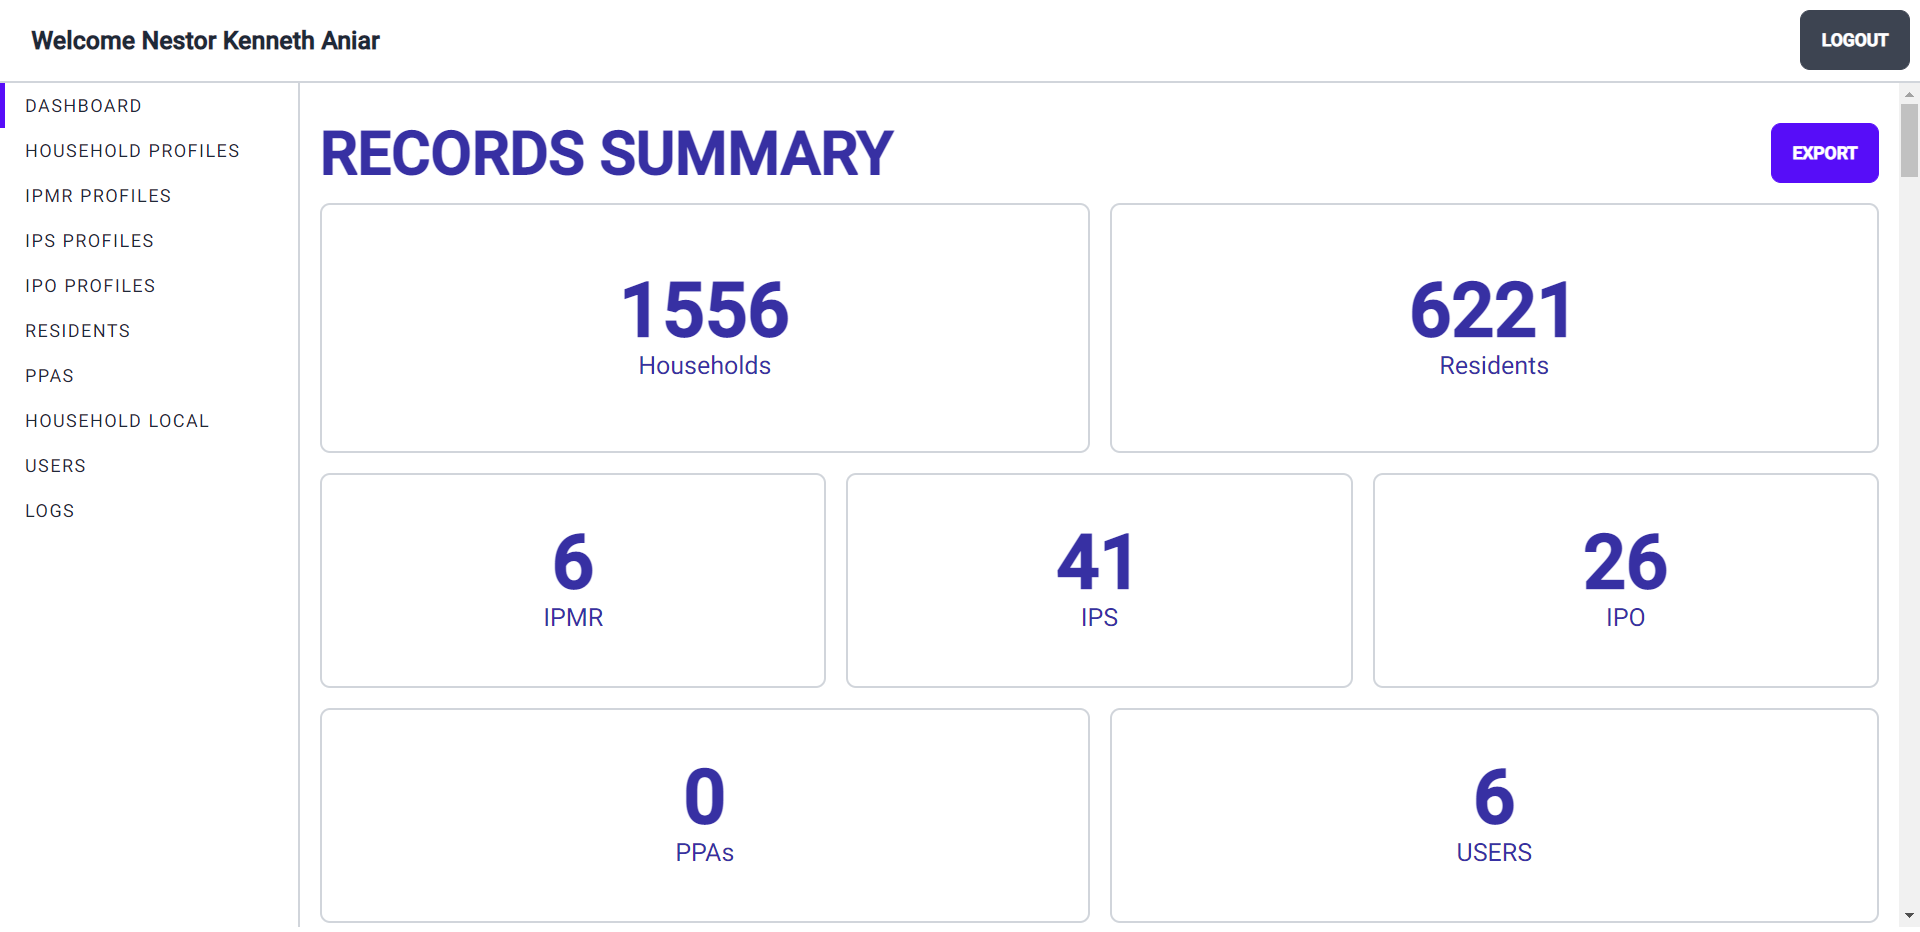 Welcome Nestor Kenneth Aniar
LOGOUT
DASHBOARD
HOUSEHOLD PROFILES
IPMR PROFILES
IPS PROFILES
IPO PROFILES
RESIDENTS
PPAS
HOUSEHOLD LOCAL
USERS
LOGS
RECORDS SUMMARY
EXPORT
1556
Households
6221
Residents
6
IPMR
41
IPS
26
IPO
0
PPAs
6
USERS